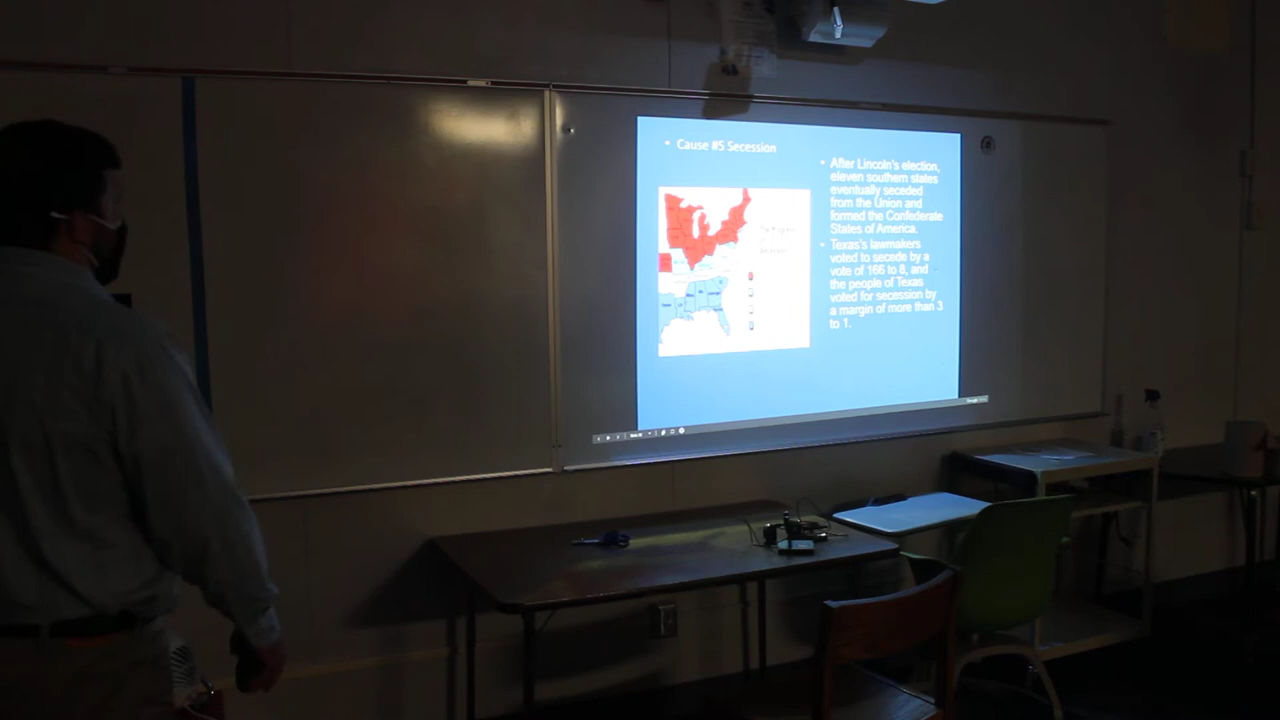 • Cause #5 Secession
• After Lincoln's election,
eleven southern states
eventually seceded
from the Union and
formed the Confederate
States of America.
• Texas's lawmakers
voted to secede by a
vote of 166 to 8, and
the people of Texas
voted for secession by
a margin of more than 3
to 1.